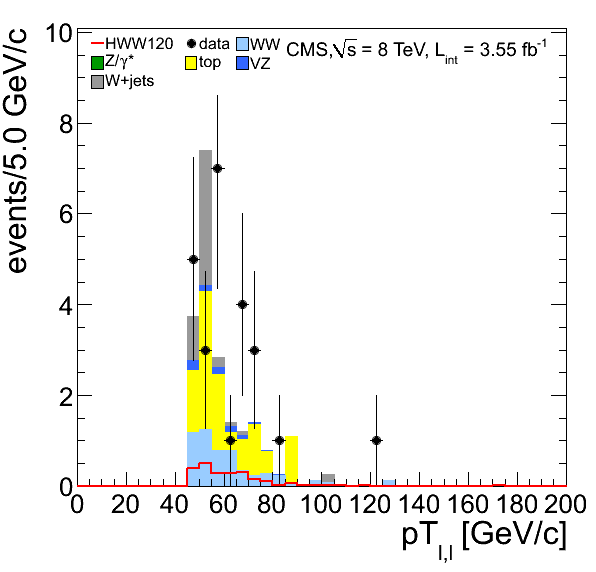 10
HWW120 data WW
CMS,√s = 8 TeV, L_int = 3.55 fb⁻¹
Z/γ* top VZ
W+jets
8
6
4
2
0
events/5.0 GeV/c
0 20 40 60 80 100 120 140 160 180 200
pT_l,l [GeV/c]